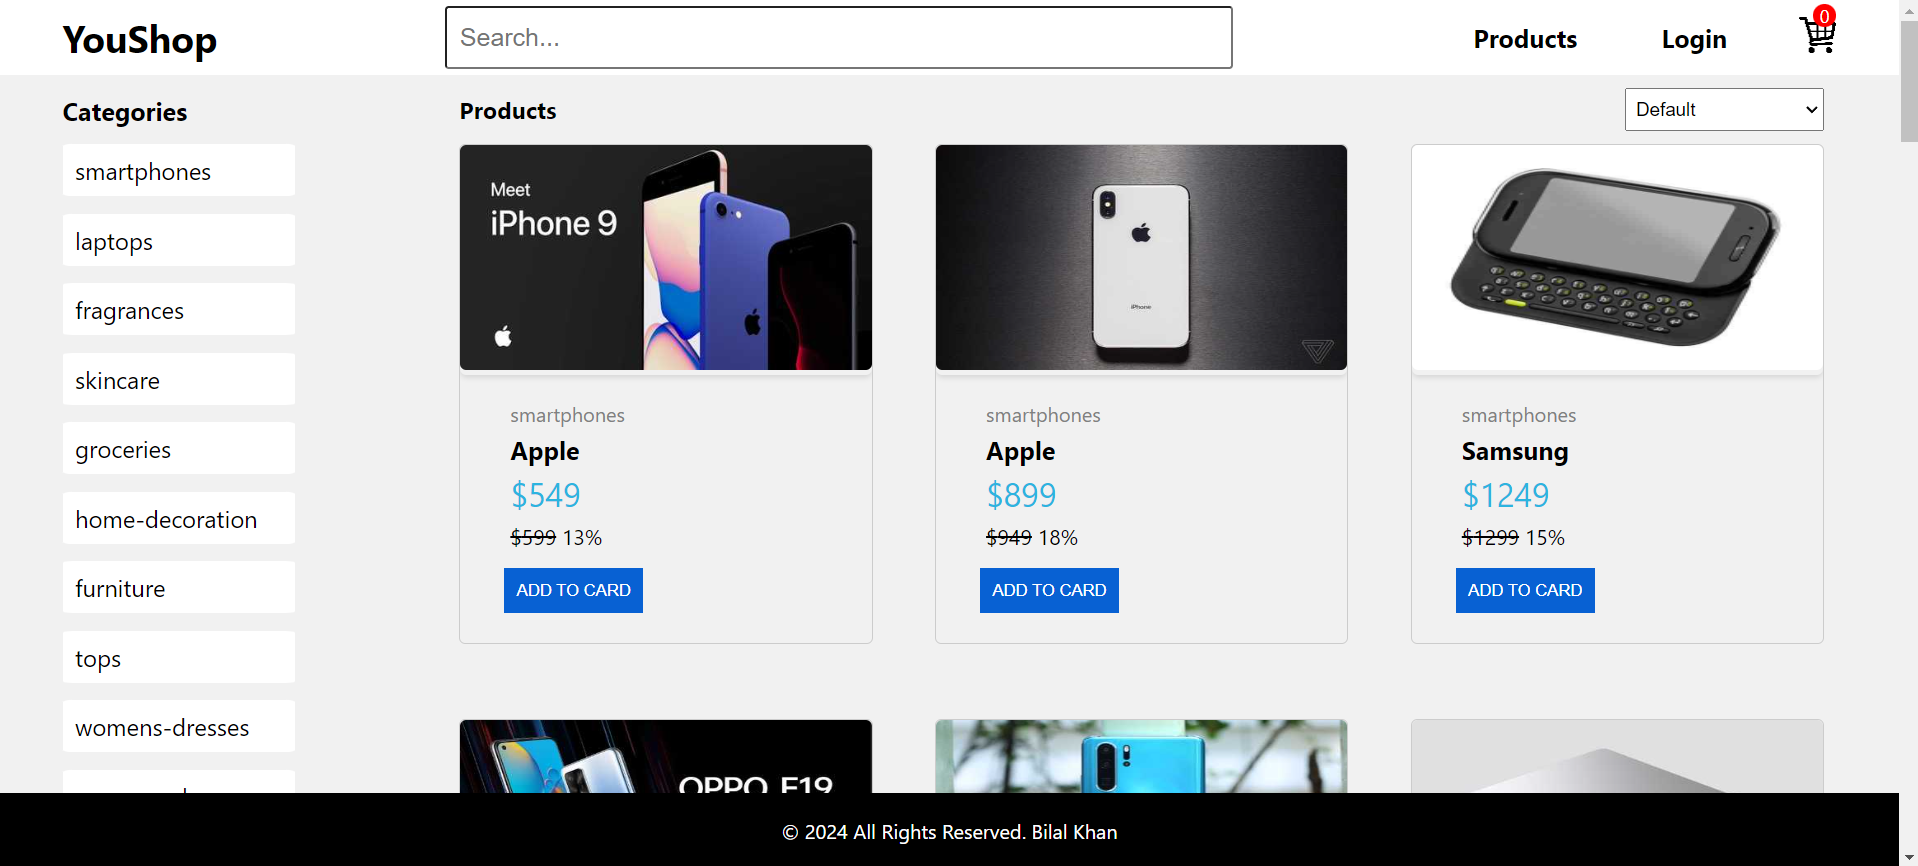 YouShop
Search...
Products
Login
0
Categories
smartphones
laptops
fragrances
skincare
groceries
home-decoration
furniture
tops
womens-dresses
Products
Default
Meet
iPhone 9
iPhone
smartphones
Apple
$549
$599 13%
ADD TO CARD
smartphones
Apple
$899
$949 18%
ADD TO CARD
smartphones
Samsung
$1249
$1299 15%
ADD TO CARD
OPPO F19
© 2024 All Rights Reserved. Bilal Khan